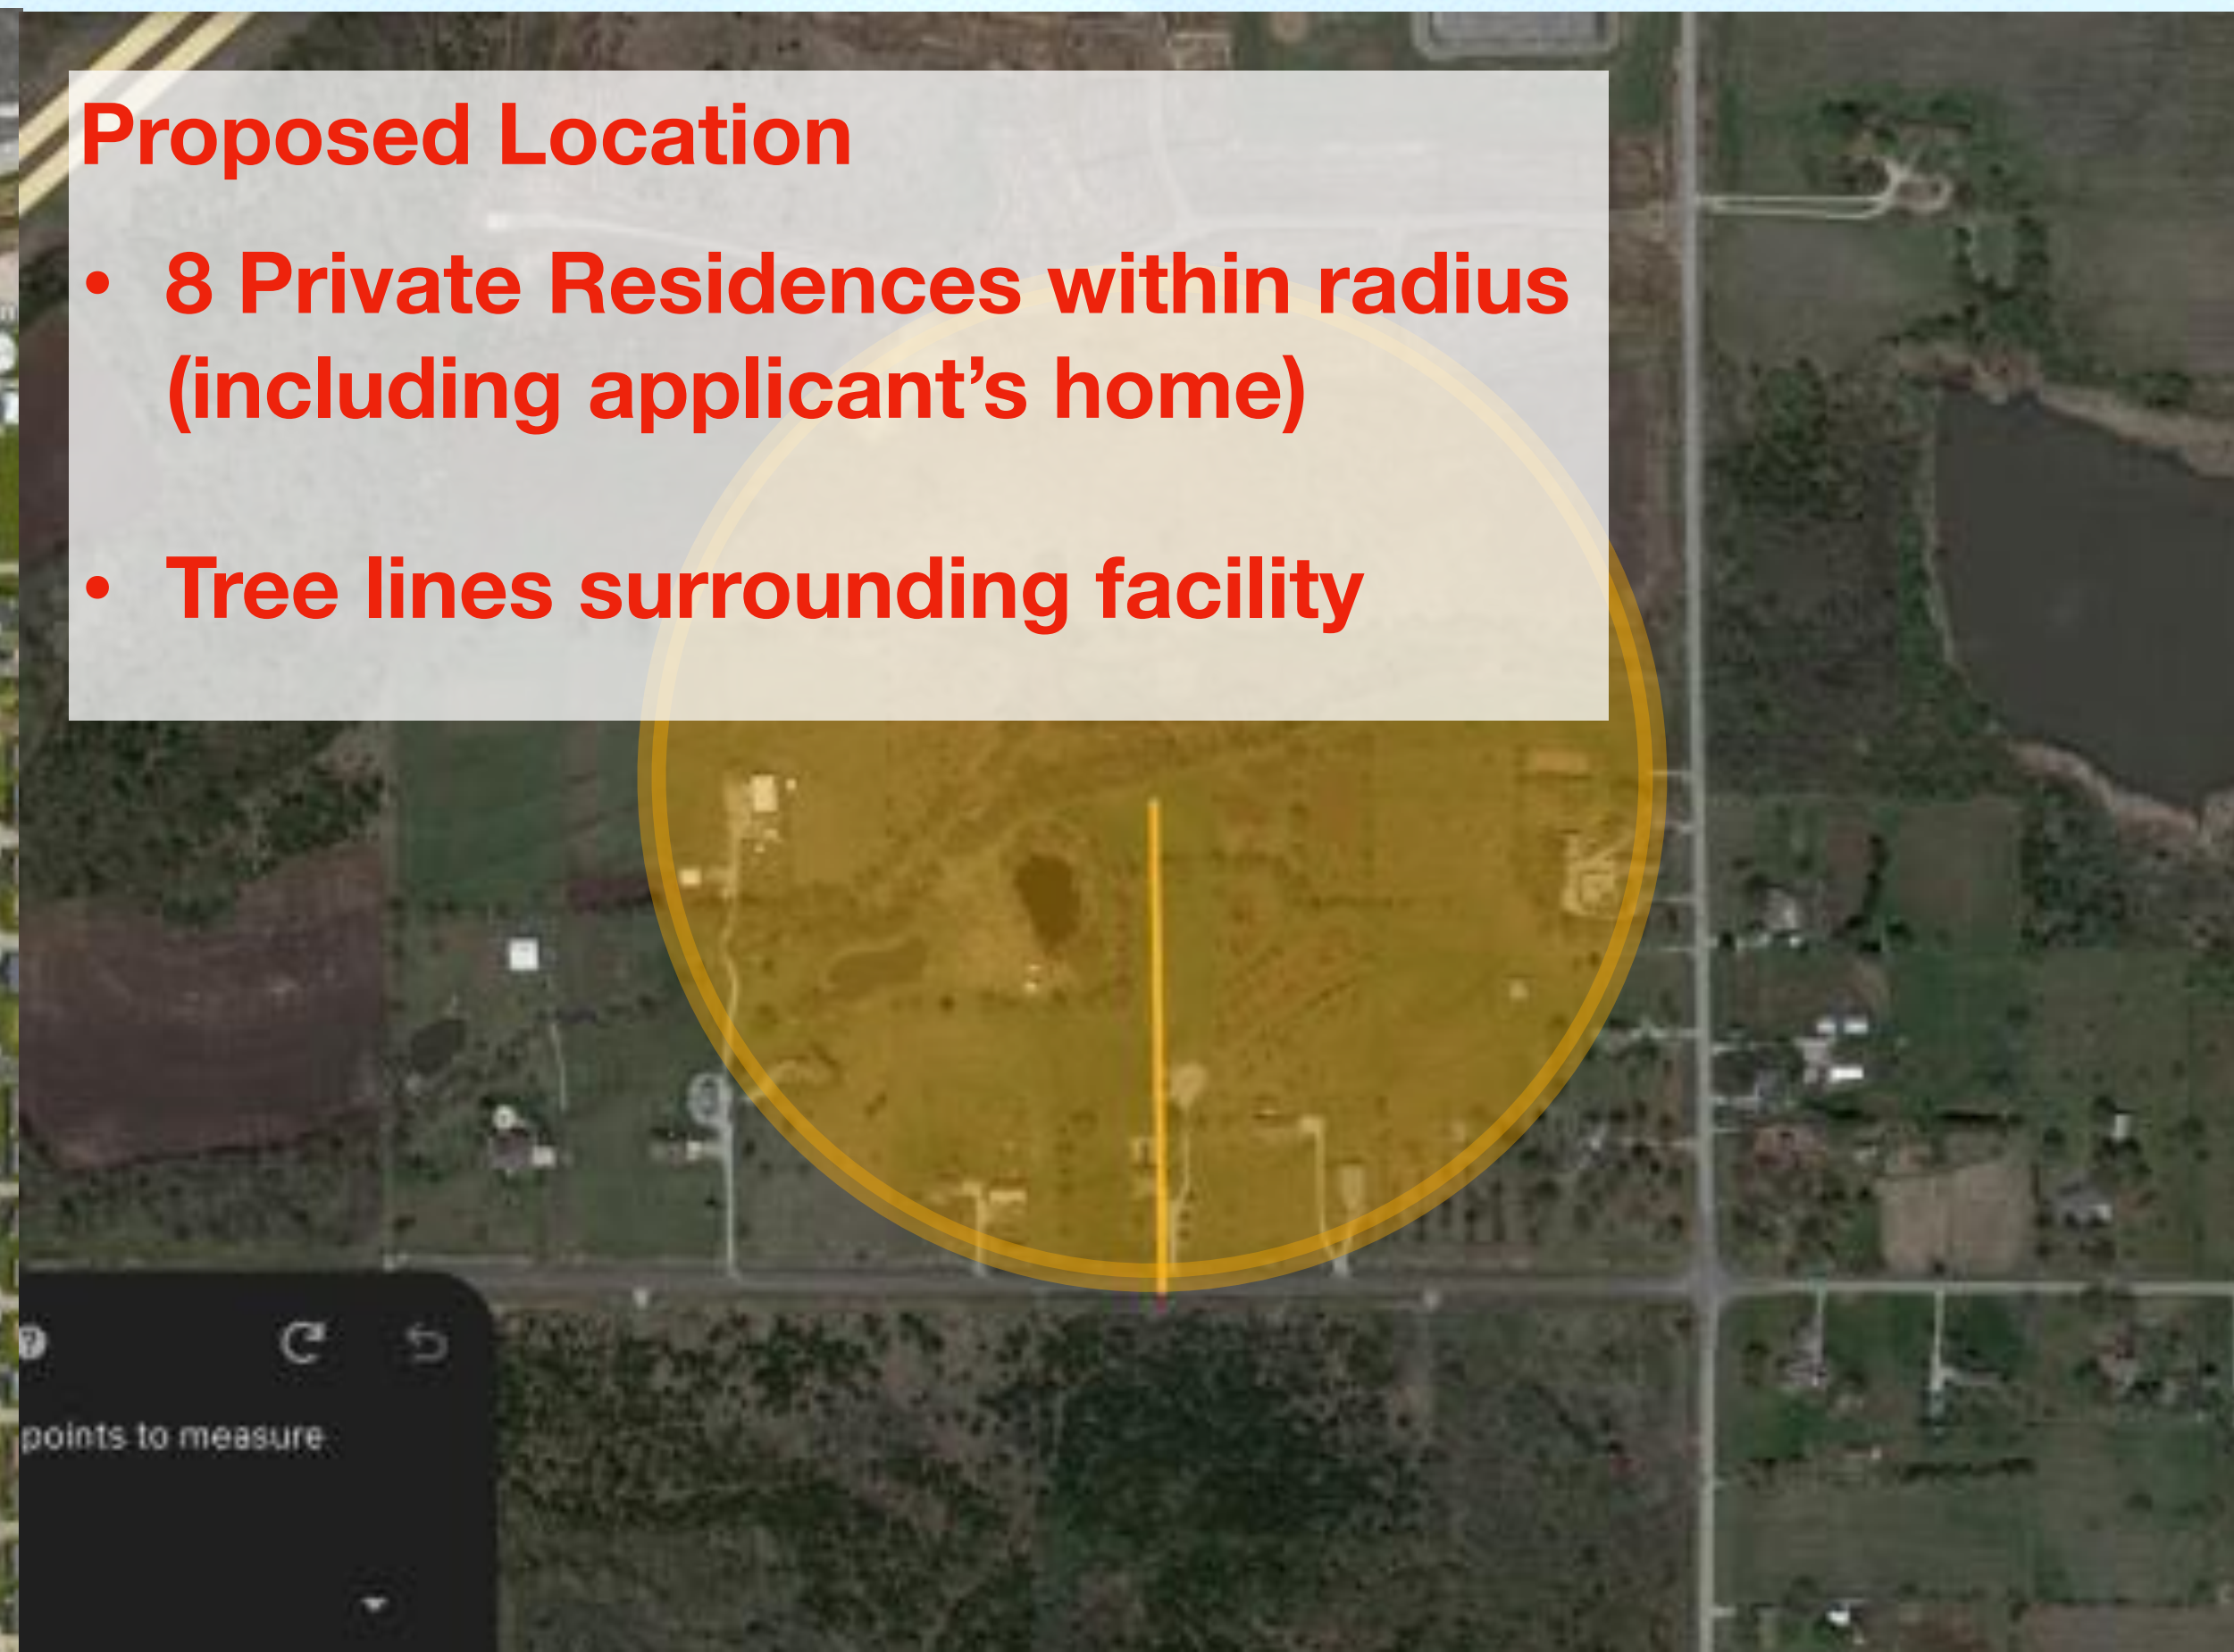 Proposed Location
• 8 Private Residences within radius
(including applicant’s home)
• Tree lines surrounding facility
?
points to measure